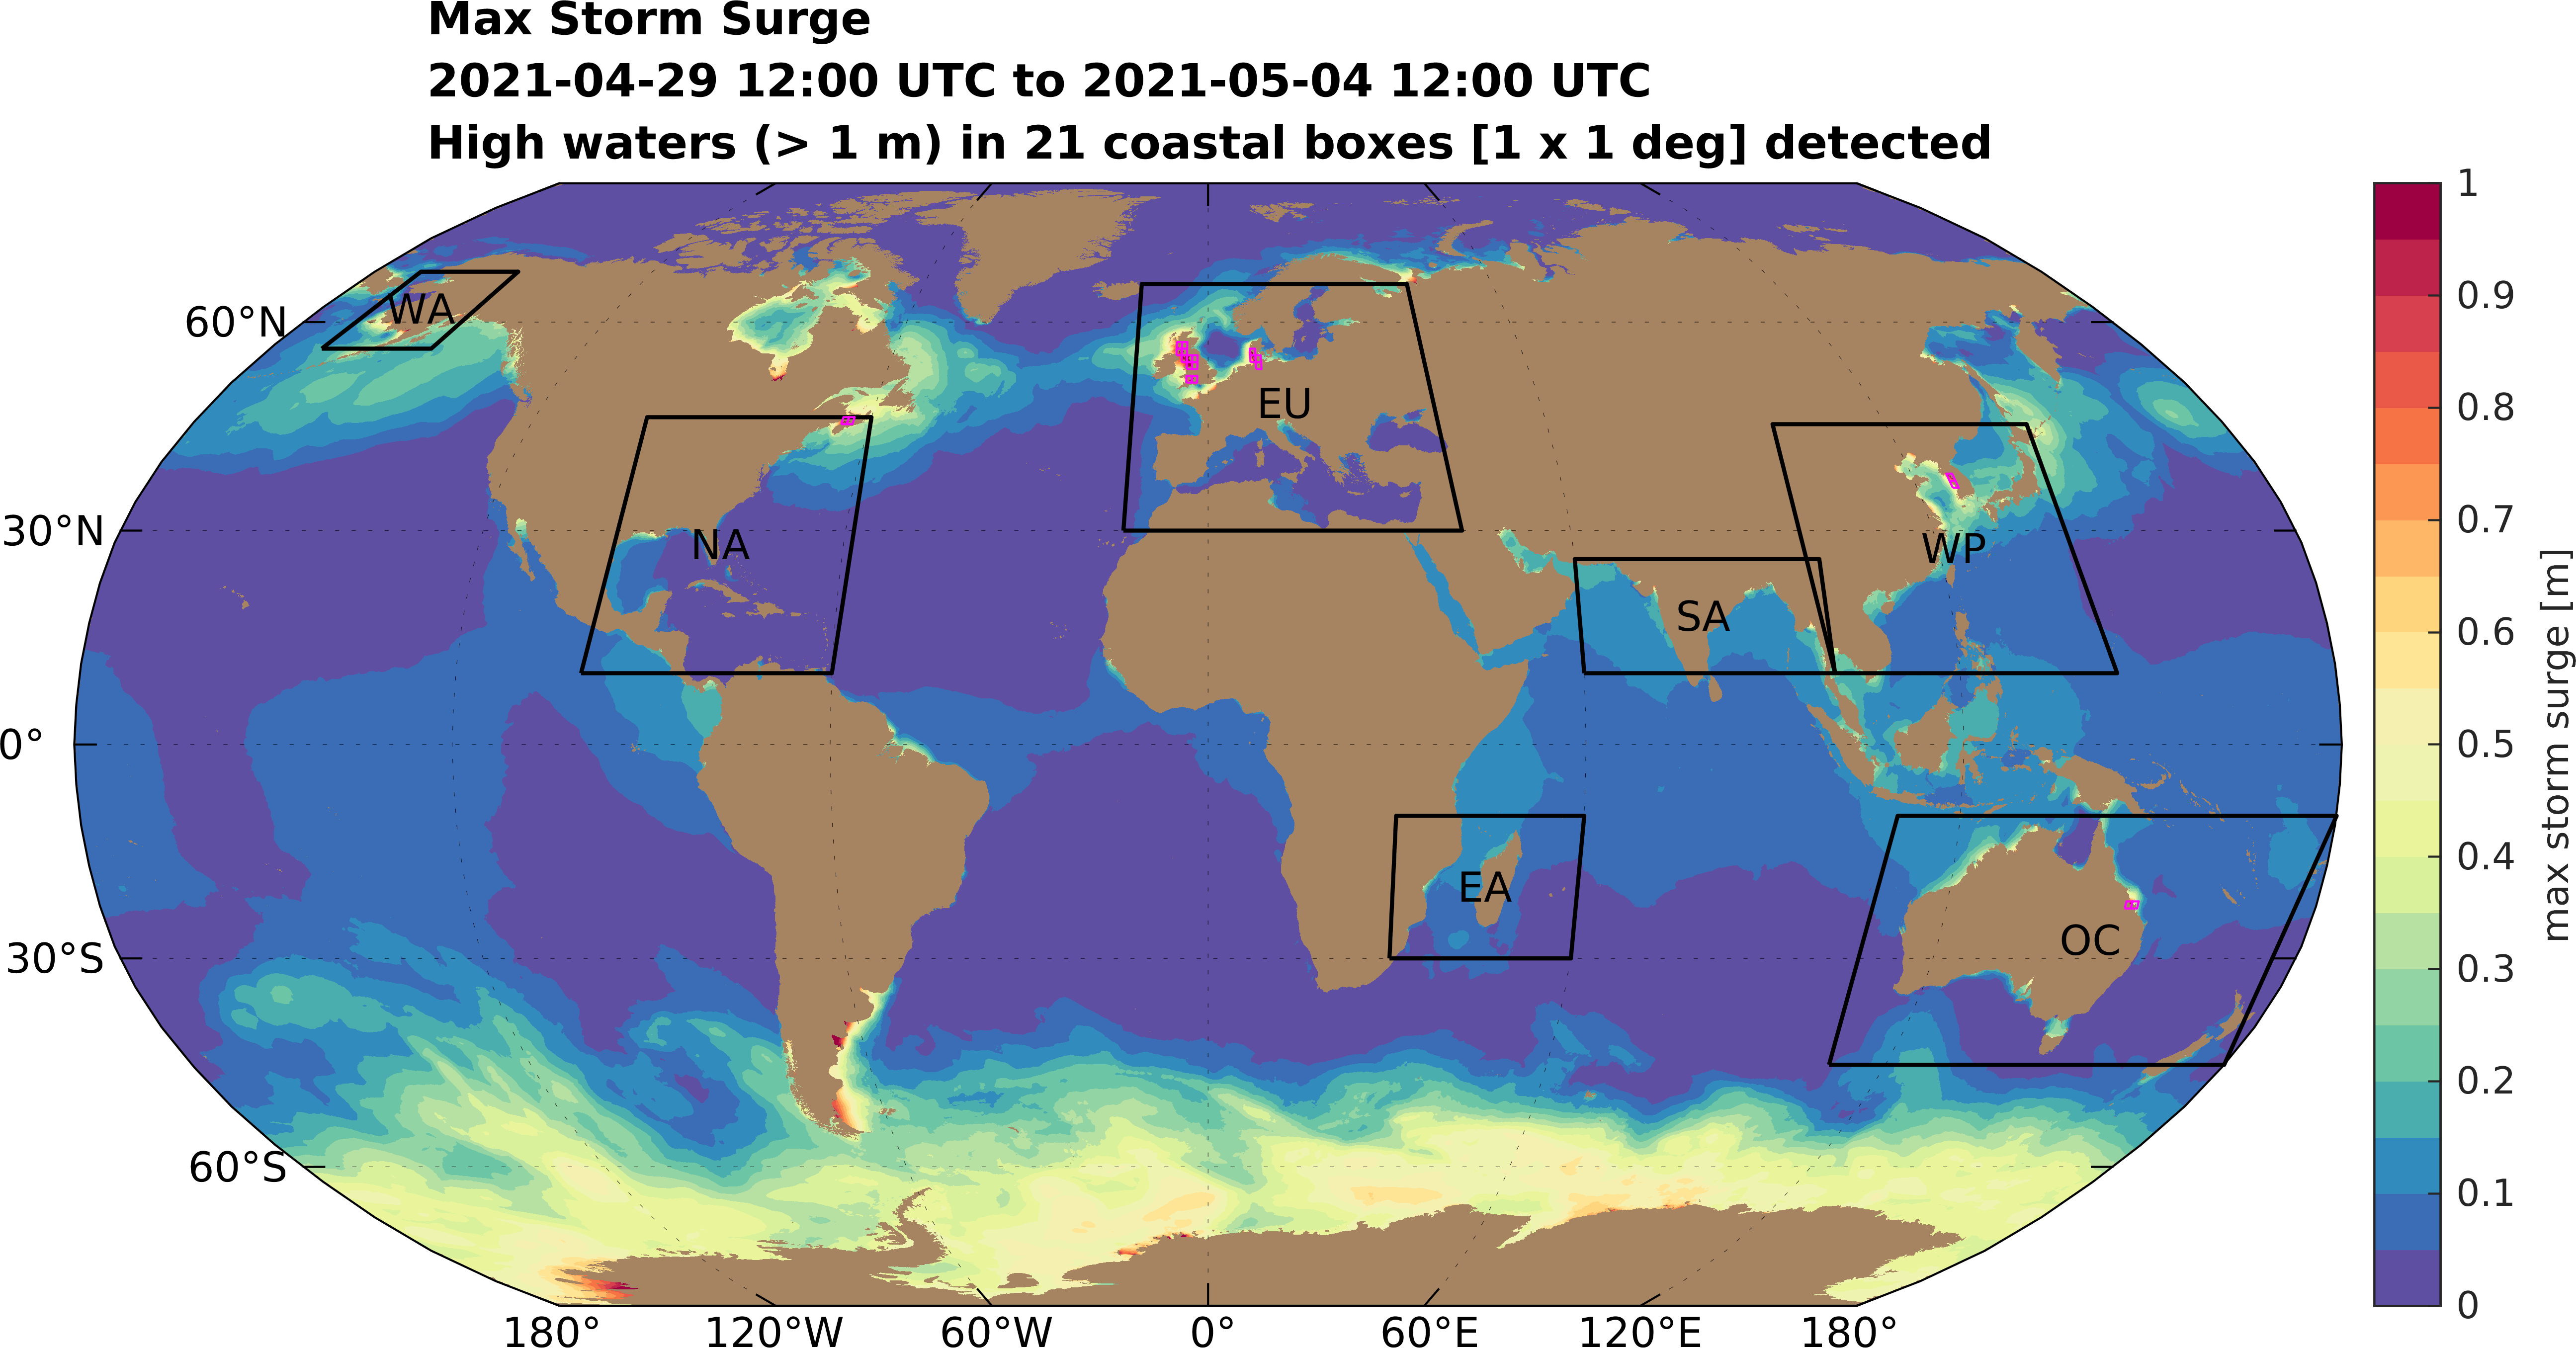 Max Storm Surge
2021-04-29 12:00 UTC to 2021-05-04 12:00 UTC
High waters (> 1 m) in 21 coastal boxes [1 x 1 deg] detected
60°N
30°N
0°
30°S
60°S
WA
NA
EU
SA
WP
EA
OC
180°
120°W
60°W
0°
60°E
120°E
180°
1
0.9
0.8
0.7
0.6
0.5
0.4
0.3
0.2
0.1
0
max storm surge [m]